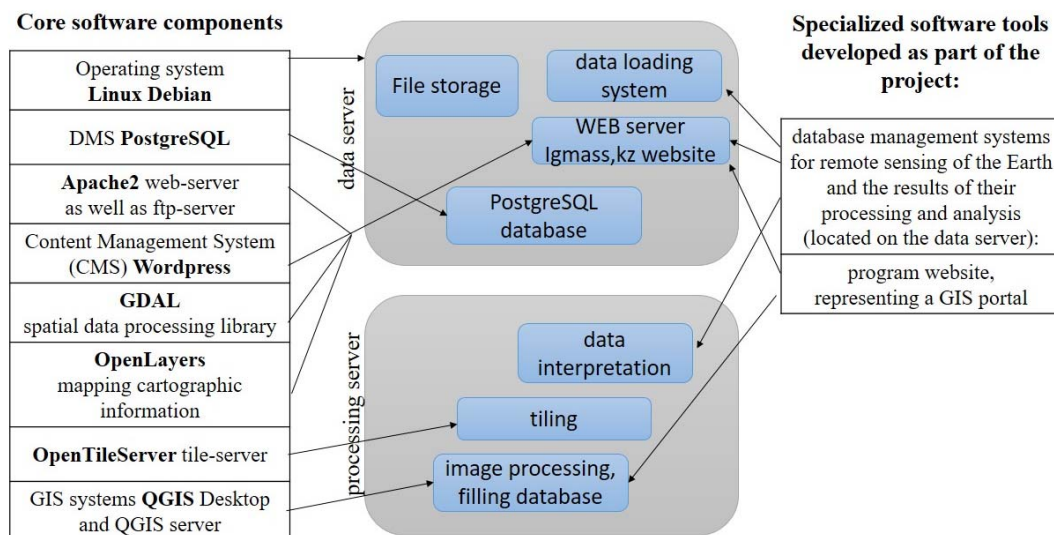 Core software components
Operating system
Linux Debian
DMS PostgreSQL
Apache2 web-server
as well as ftp-server
Content Management System
(CMS) Wordpress
GDAL
spatial data processing library
OpenLayers
mapping cartographic
information
OpenTileServer tile-server
GIS systems QGIS Desktop
and QGIS server
data server
File storage
data loading
system
WEB server
Igmass,kz website
PostgreSQL
database
processing server
data
interpretation
tiling
image processing,
filling database
Specialized software tools
developed as part of the
project:
database management systems
for remote sensing of the Earth
and the results of their
processing and analysis
(located on the data server):
program website,
representing a GIS portal